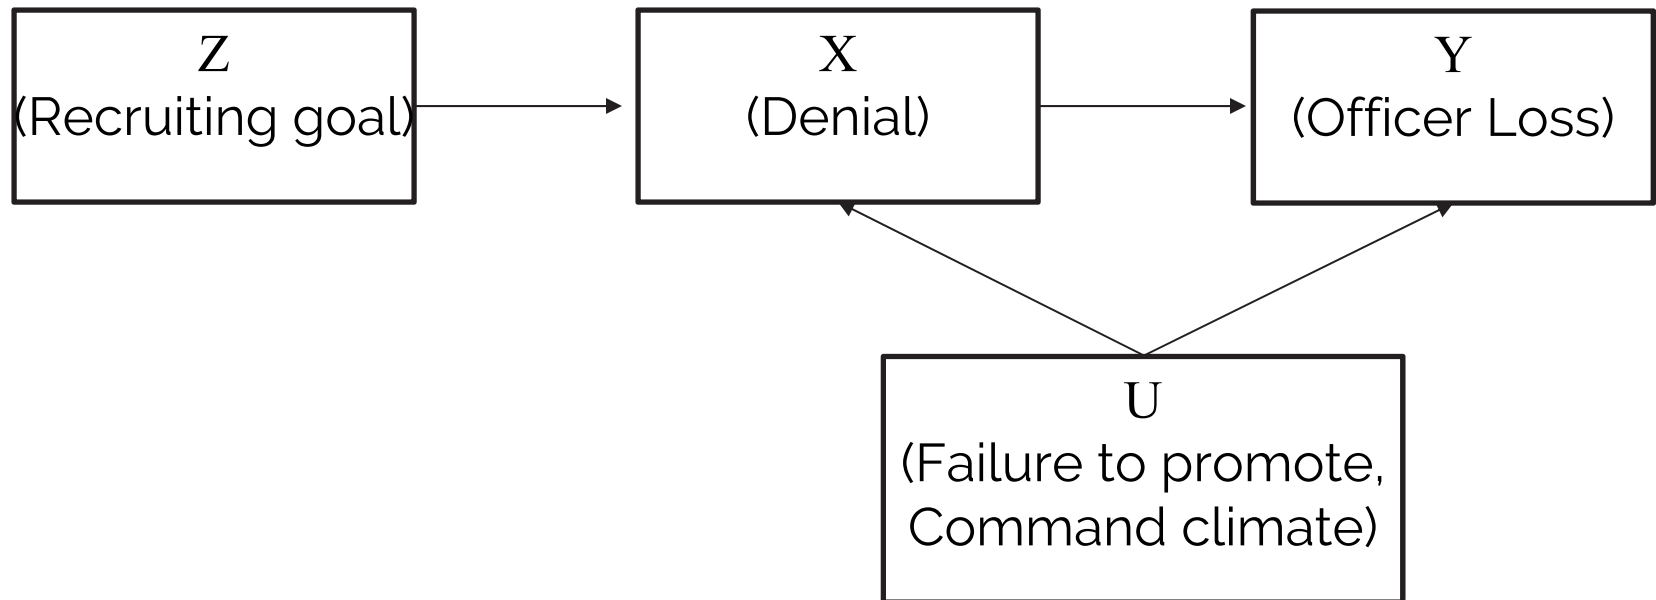 Z
(Recruiting goal)
X
(Denial)
Y
(Officer Loss)
U
(Failure to promote,
Command climate)